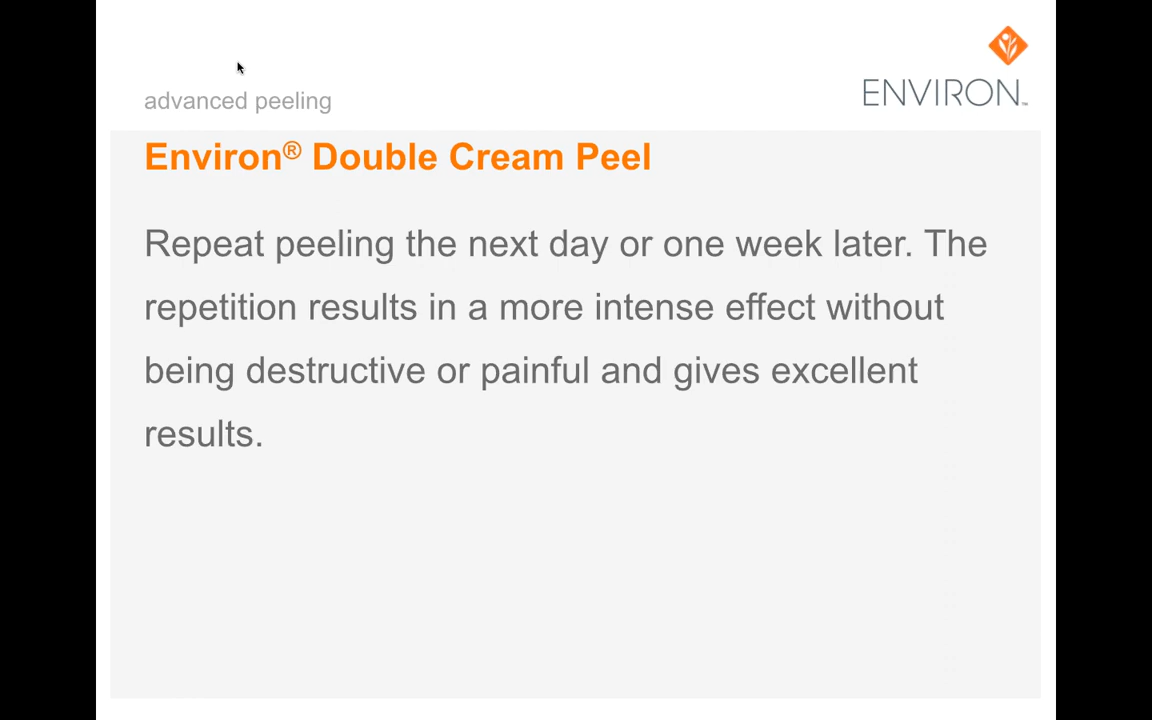 ENVIRON™
advanced peeling
Environ® Double Cream Peel
Repeat peeling the next day or one week later. The
repetition results in a more intense effect without
being destructive or painful and gives excellent
results.